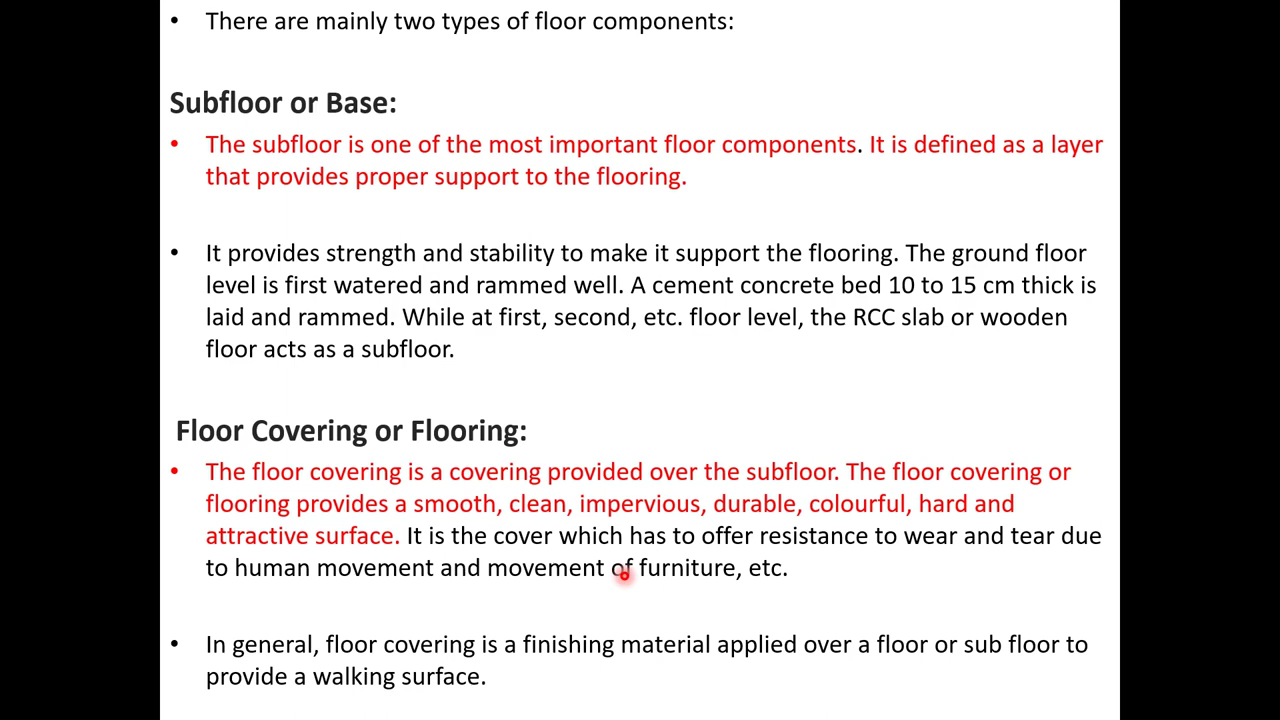 • There are mainly two types of floor components:
Subfloor or Base:
• The subfloor is one of the most important floor components. It is defined as a layer
that provides proper support to the flooring.
• It provides strength and stability to make it support the flooring. The ground floor
level is first watered and rammed well. A cement concrete bed 10 to 15 cm thick is
laid and rammed. While at first, second, etc. floor level, the RCC slab or wooden
floor acts as a subfloor.
Floor Covering or Flooring:
• The floor covering is a covering provided over the subfloor. The floor covering or
flooring provides a smooth, clean, impervious, durable, colourful, hard and
attractive surface. It is the cover which has to offer resistance to wear and tear due
to human movement and movement of furniture, etc.
• In general, floor covering is a finishing material applied over a floor or sub floor to
provide a walking surface.